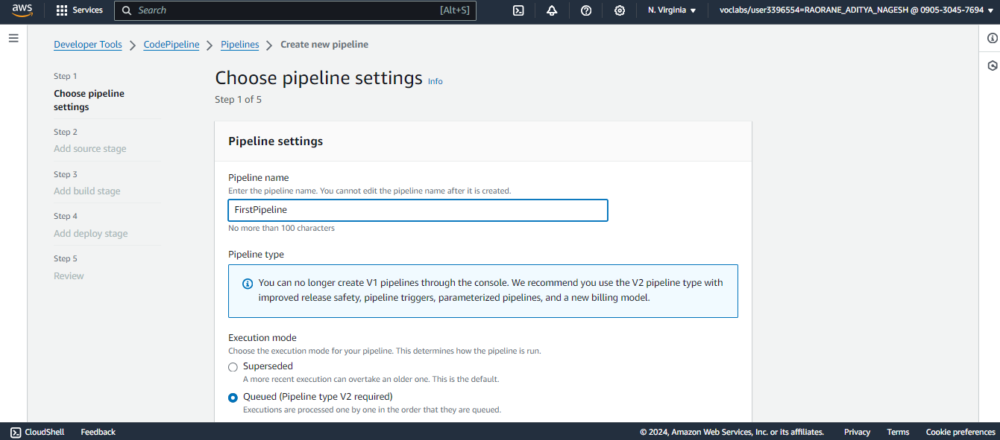 aws
Services
Search
[Alt+S]
N. Virginia
voclabs/user3396554=RAORANE_ADITYA_NAGESH @ 0905-3045-7694
Developer Tools
CodePipeline
Pipelines
Create new pipeline
Step 1
Choose pipeline
settings
Step 2
Add source stage
Step 3
Add build stage
Step 4
Add deploy stage
Step 5
Review
Choose pipeline settings Info
Step 1 of 5
Pipeline settings
Pipeline name
Enter the pipeline name. You cannot edit the pipeline name after it is created.
FirstPipeline
No more than 100 characters
Pipeline type
You can no longer create V1 pipelines through the console. We recommend you use the V2 pipeline type with
improved release safety, pipeline triggers, parameterized pipelines, and a new billing model.
Execution mode
Choose the execution mode for your pipeline. This determines how the pipeline is run.
Superseded
A more recent execution can overtake an older one. This is the default.
Queued (Pipeline type V2 required)
Executions are processed one by one in the order that they are queued.
CloudShell
Feedback
© 2024, Amazon Web Services, Inc. or its affiliates.
Privacy
Terms
Cookie preferences